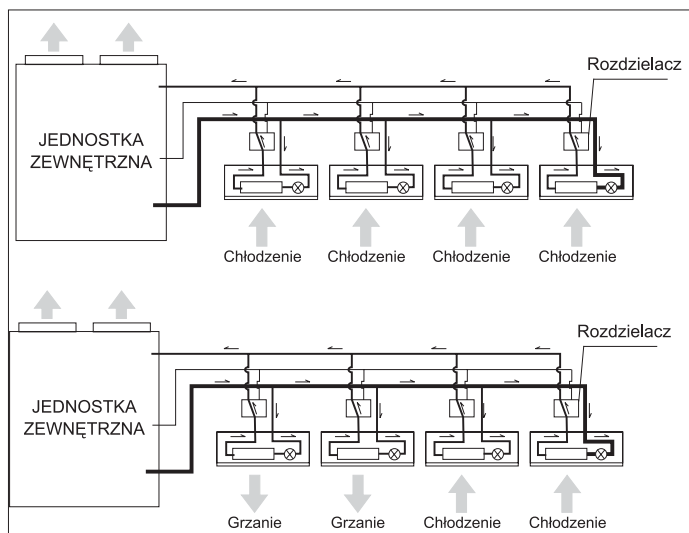 Rozdzielacz
JEDNOSTKA
ZEWNĘTRZNA
Chłodzenie Chłodzenie Chłodzenie Chłodzenie
Rozdzielacz
JEDNOSTKA
ZEWNĘTRZNA
Grzanie Grzanie Chłodzenie Chłodzenie